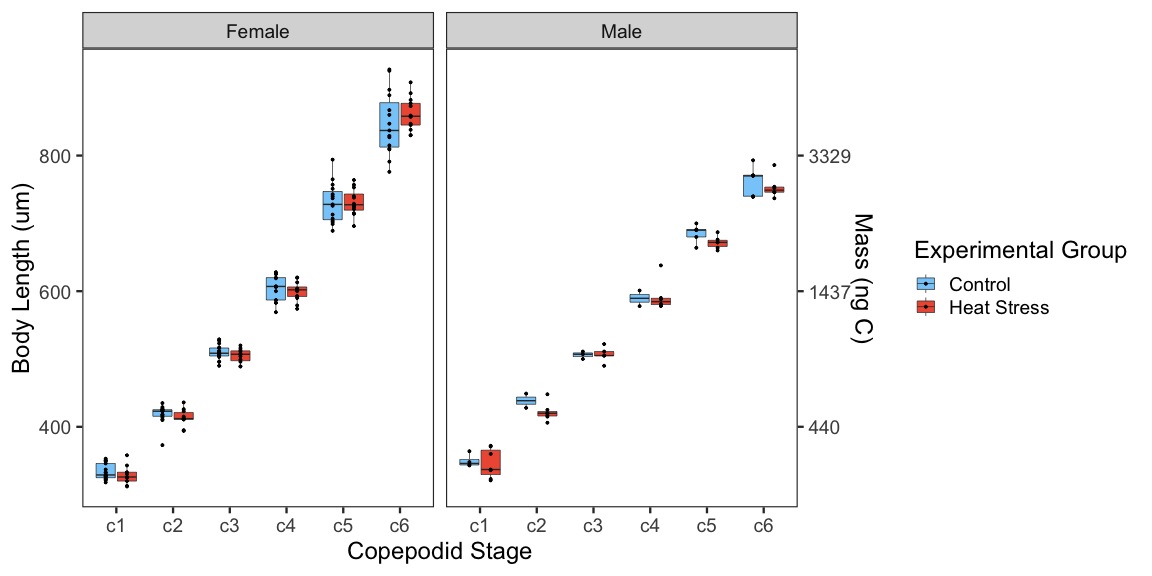 Female
Male
Body Length (um)
800
600
400
3329
1437
440
Mass (ng C)
c1 c2 c3 c4 c5 c6
c1 c2 c3 c4 c5 c6
Copepodid Stage
Experimental Group
Control
Heat Stress